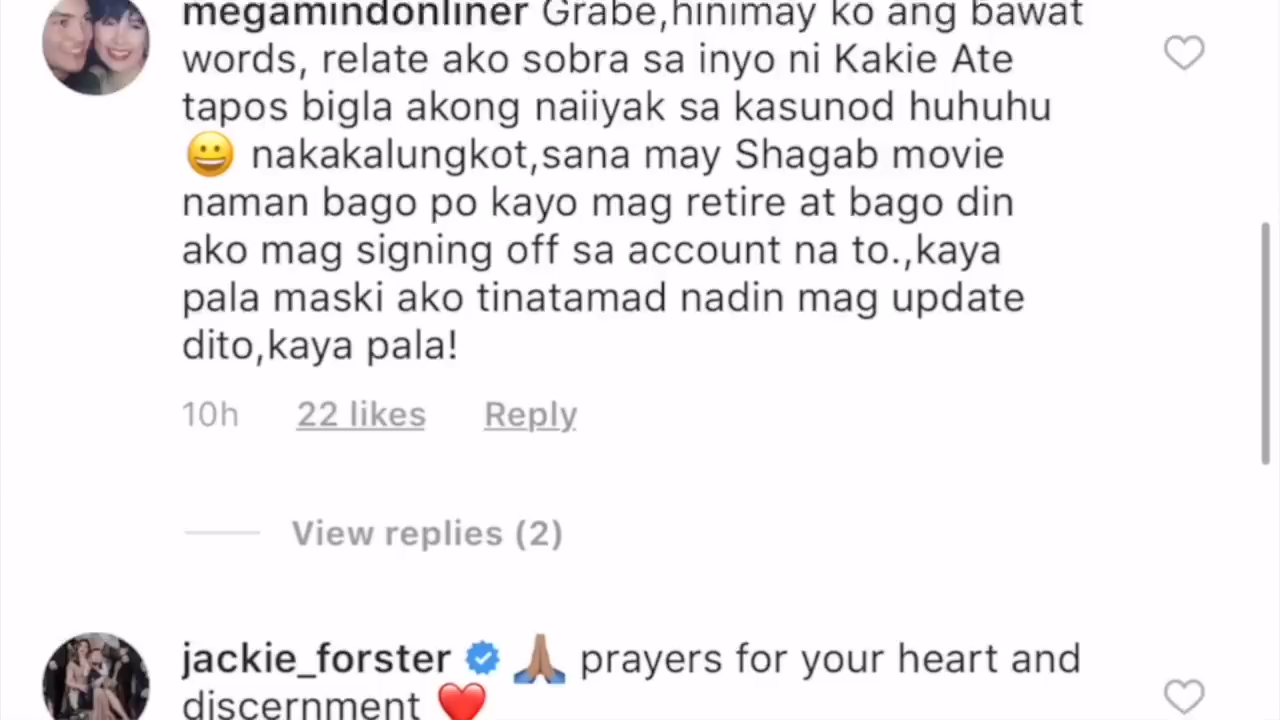 megamindonliner Grabe,hinimay ko ang bawat
words, relate ako sobra sa inyo ni Kakie Ate
tapos bigla akong naiiyak sa kasunod huhuhu
😀 nakakalungkot,sana may Shagab movie
naman bago po kayo mag retire at bago din
ako mag signing off sa account na to.,kaya
pala maski ako tinatamad nadin mag update
dito,kaya pala!
10h 22 likes Reply
View replies (2)
jackie_forster 🙏🏽 prayers for your heart and
discernment ❤️